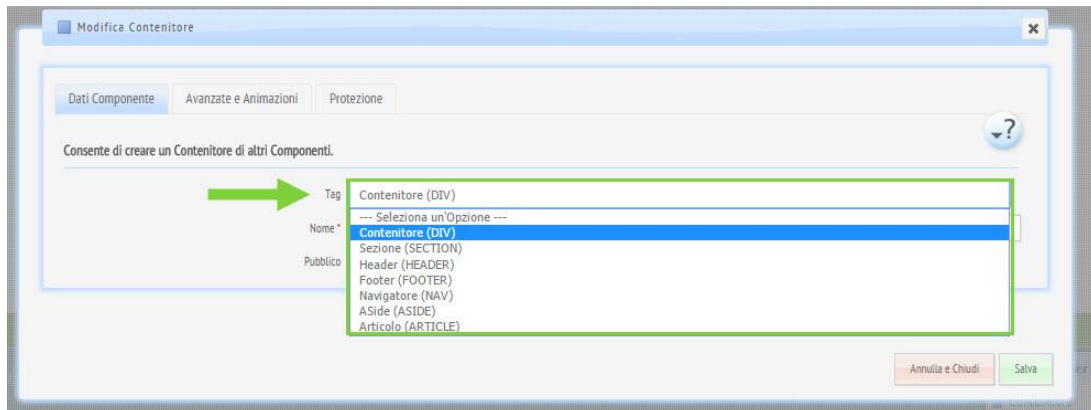 Modifica Contenitore
Dati Componente Avanzate e Animazioni Protezione
Consente di creare un Contenitore di altri Componenti.
Tag Contenitore (DIV)
--- Seleziona un'Opzione ---
Nome * Contenitore (DIV)
Sezione (SECTION)
Pubblico Header (HEADER)
Footer (FOOTER)
Navigatore (NAV)
ASide (ASIDE)
Articolo (ARTICLE)
Annulla e Chiudi Salva